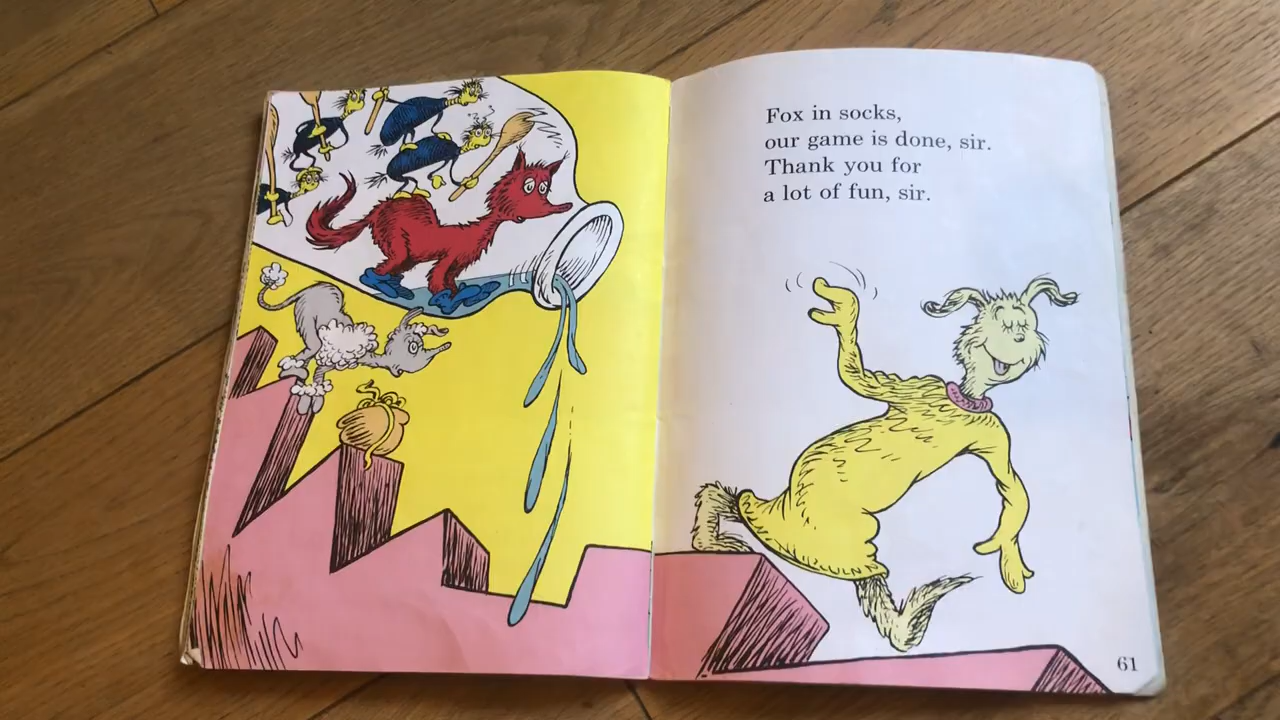 Fox in socks,
our game is done, sir.
Thank you for
a lot of fun, sir.
61